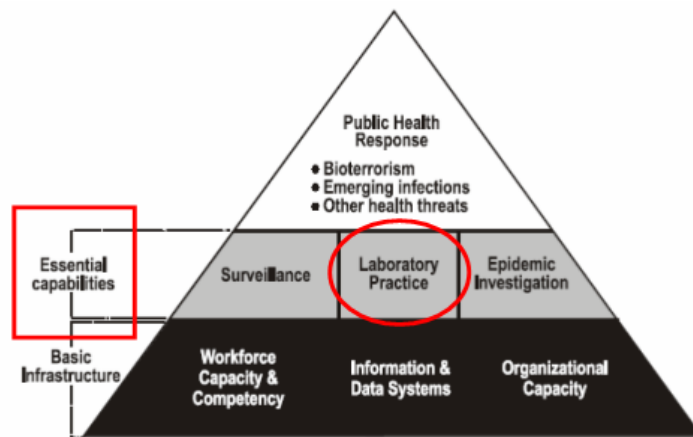 Public Health
Response
• Bioterrorism
• Emerging infections
• Other health threats
Essential
capabilities
Surveillance
Laboratory
Practice
Epidemic
Investigation
Basic
Infrastructure
Workforce
Capacity &
Competency
Information &
Data Systems
Organizational
Capacity